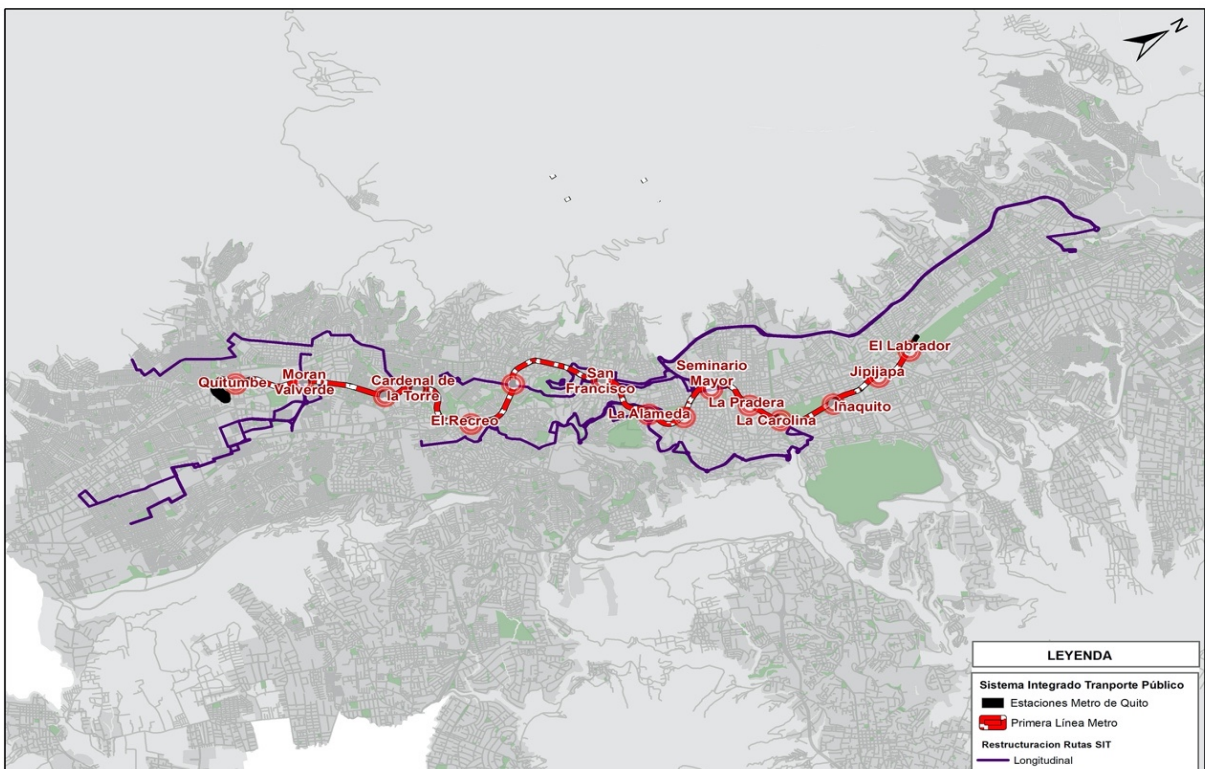 N
El Labrador
Jipijapa
Seminario
Mayor
San
Francisco
Moran
Valverde
Quitumbe
Cardenal de
la Torre
La Pradera
Iñaquito
La Alameda
La Carolina
El Recreo
LEYENDA
Sistema Integrado Tranporte Público
Estaciones Metro de Quito
Primera Línea Metro
Restructuracion Rutas SIT
Longitudinal